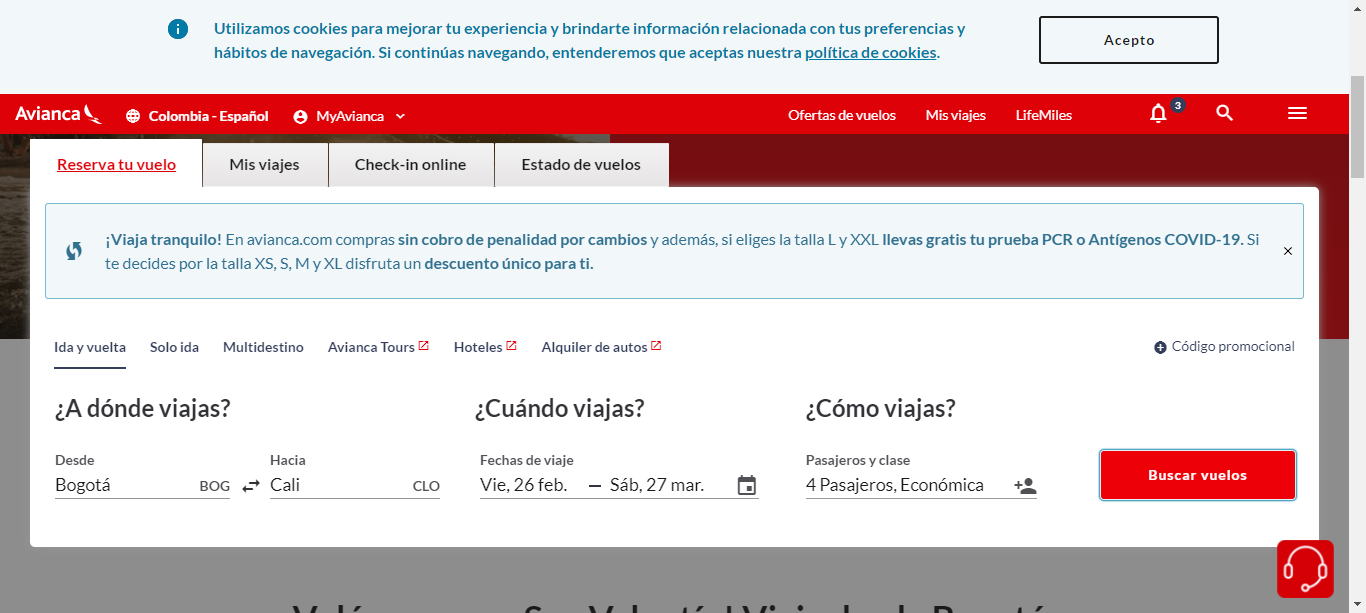 Utilizamos cookies para mejorar tu experiencia y brindarte información relacionada con tus preferencias y
hábitos de navegación. Si continúas navegando, entenderemos que aceptas nuestra política de cookies.
Acepto
Avianca
Colombia - Español
MyAvianca
Ofertas de vuelos
Mis viajes
LifeMiles
3
Reserva tu vuelo
Mis viajes
Check-in online
Estado de vuelos
¡Viaja tranquilo! En avianca.com compras sin cobro de penalidad por cambios y además, si eliges la talla L y XXL llevas gratis tu prueba PCR o Antígenos COVID-19. Si
te decides por la talla XS, S, M y XL disfruta un descuento único para ti.
Ida y vuelta
Solo ida
Multidestino
Avianca Tours
Hoteles
Alquiler de autos
Código promocional
¿A dónde viajas?
¿Cuándo viajas?
¿Cómo viajas?
Desde
Hacia
Fechas de viaje
Pasajeros y clase
Bogotá BOG
Cali CLO
Vie, 26 feb. — Sáb, 27 mar.
4 Pasajeros, Económica
Buscar vuelos